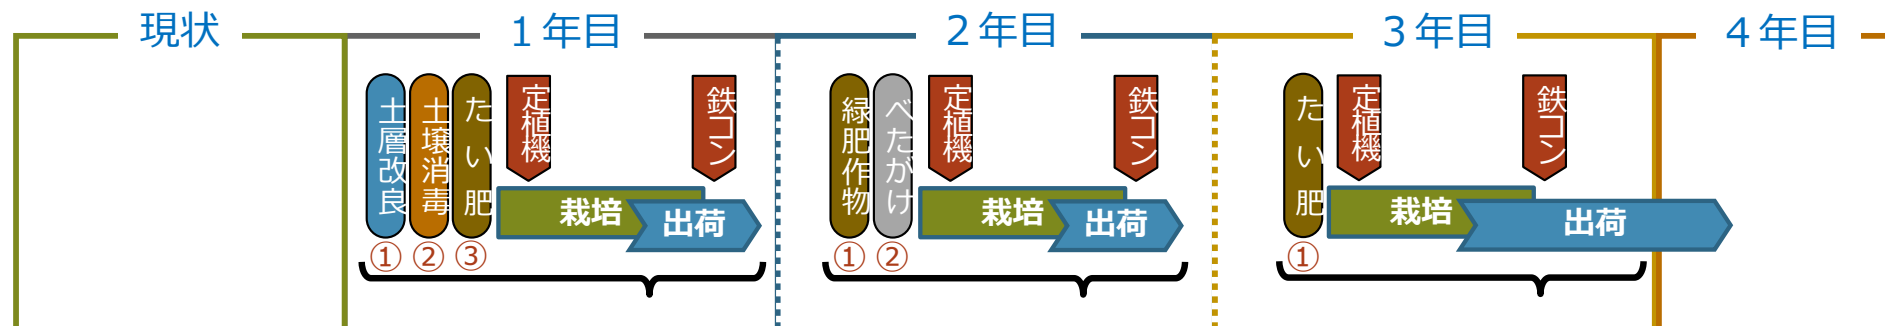 現状
１年目
２年目
３年目
４年目
土層改良
土壌消毒
たい肥
定植機
鉄コン
栽培
出荷
①
②
③
緑肥作物
べたがけ
定植機
鉄コン
栽培
出荷
①
②
たい肥
定植機
鉄コン
栽培
出荷
①